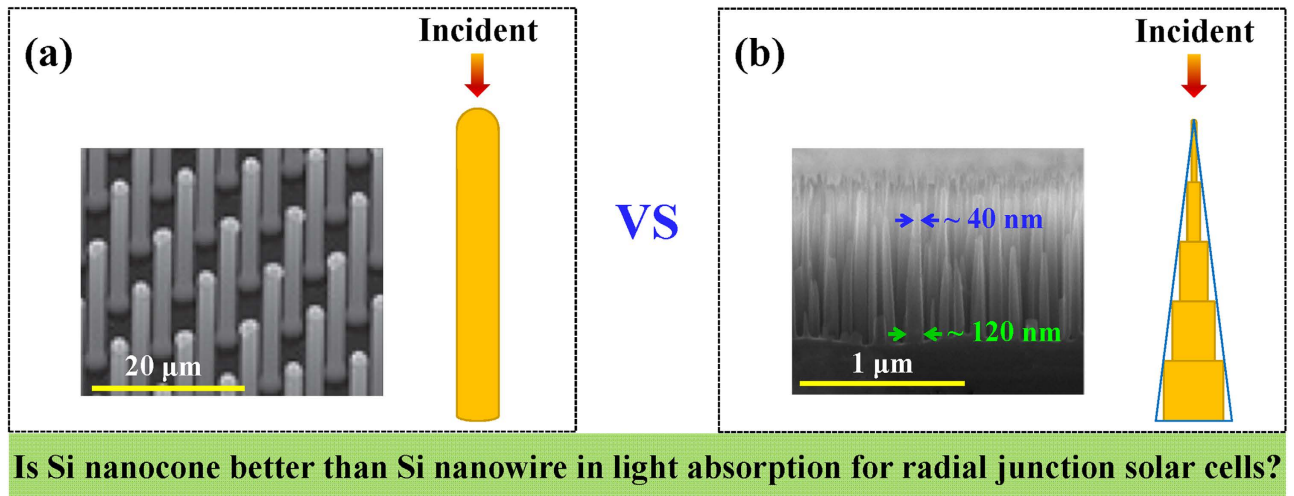 (a)
Incident
20 μm
VS
(b)
Incident
~ 40 nm
~ 120 nm
1 μm
Is Si nanocone better than Si nanowire in light absorption for radial junction solar cells?